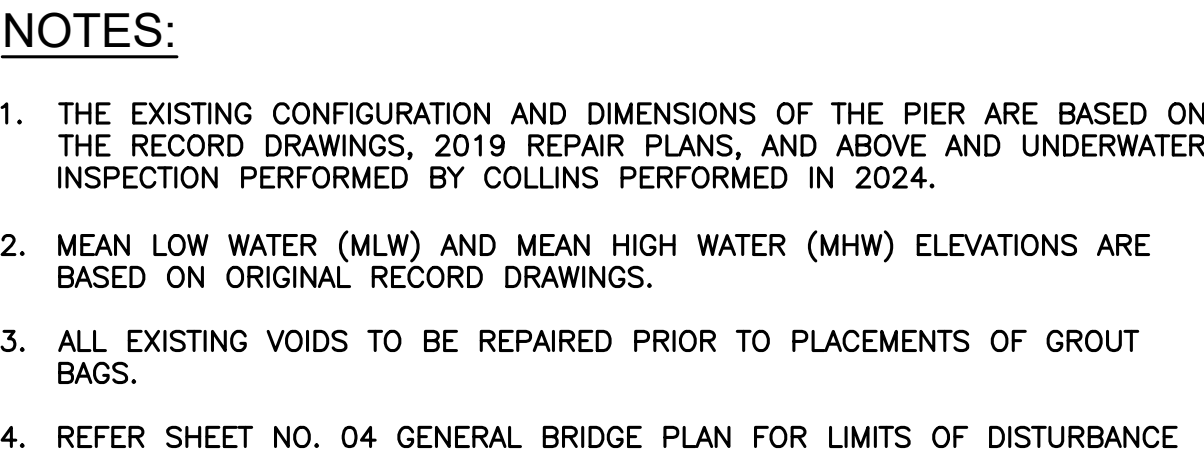 NOTES:
1. THE EXISTING CONFIGURATION AND DIMENSIONS OF THE PIER ARE BASED ON
THE RECORD DRAWINGS, 2019 REPAIR PLANS, AND ABOVE AND UNDERWATER
INSPECTION PERFORMED BY COLLINS PERFORMED IN 2024.
2. MEAN LOW WATER (MLW) AND MEAN HIGH WATER (MHW) ELEVATIONS ARE
BASED ON ORIGINAL RECORD DRAWINGS.
3. ALL EXISTING VOIDS TO BE REPAIRED PRIOR TO PLACEMENTS OF GROUT
BAGS.
4. REFER SHEET NO. 04 GENERAL BRIDGE PLAN FOR LIMITS OF DISTURBANCE